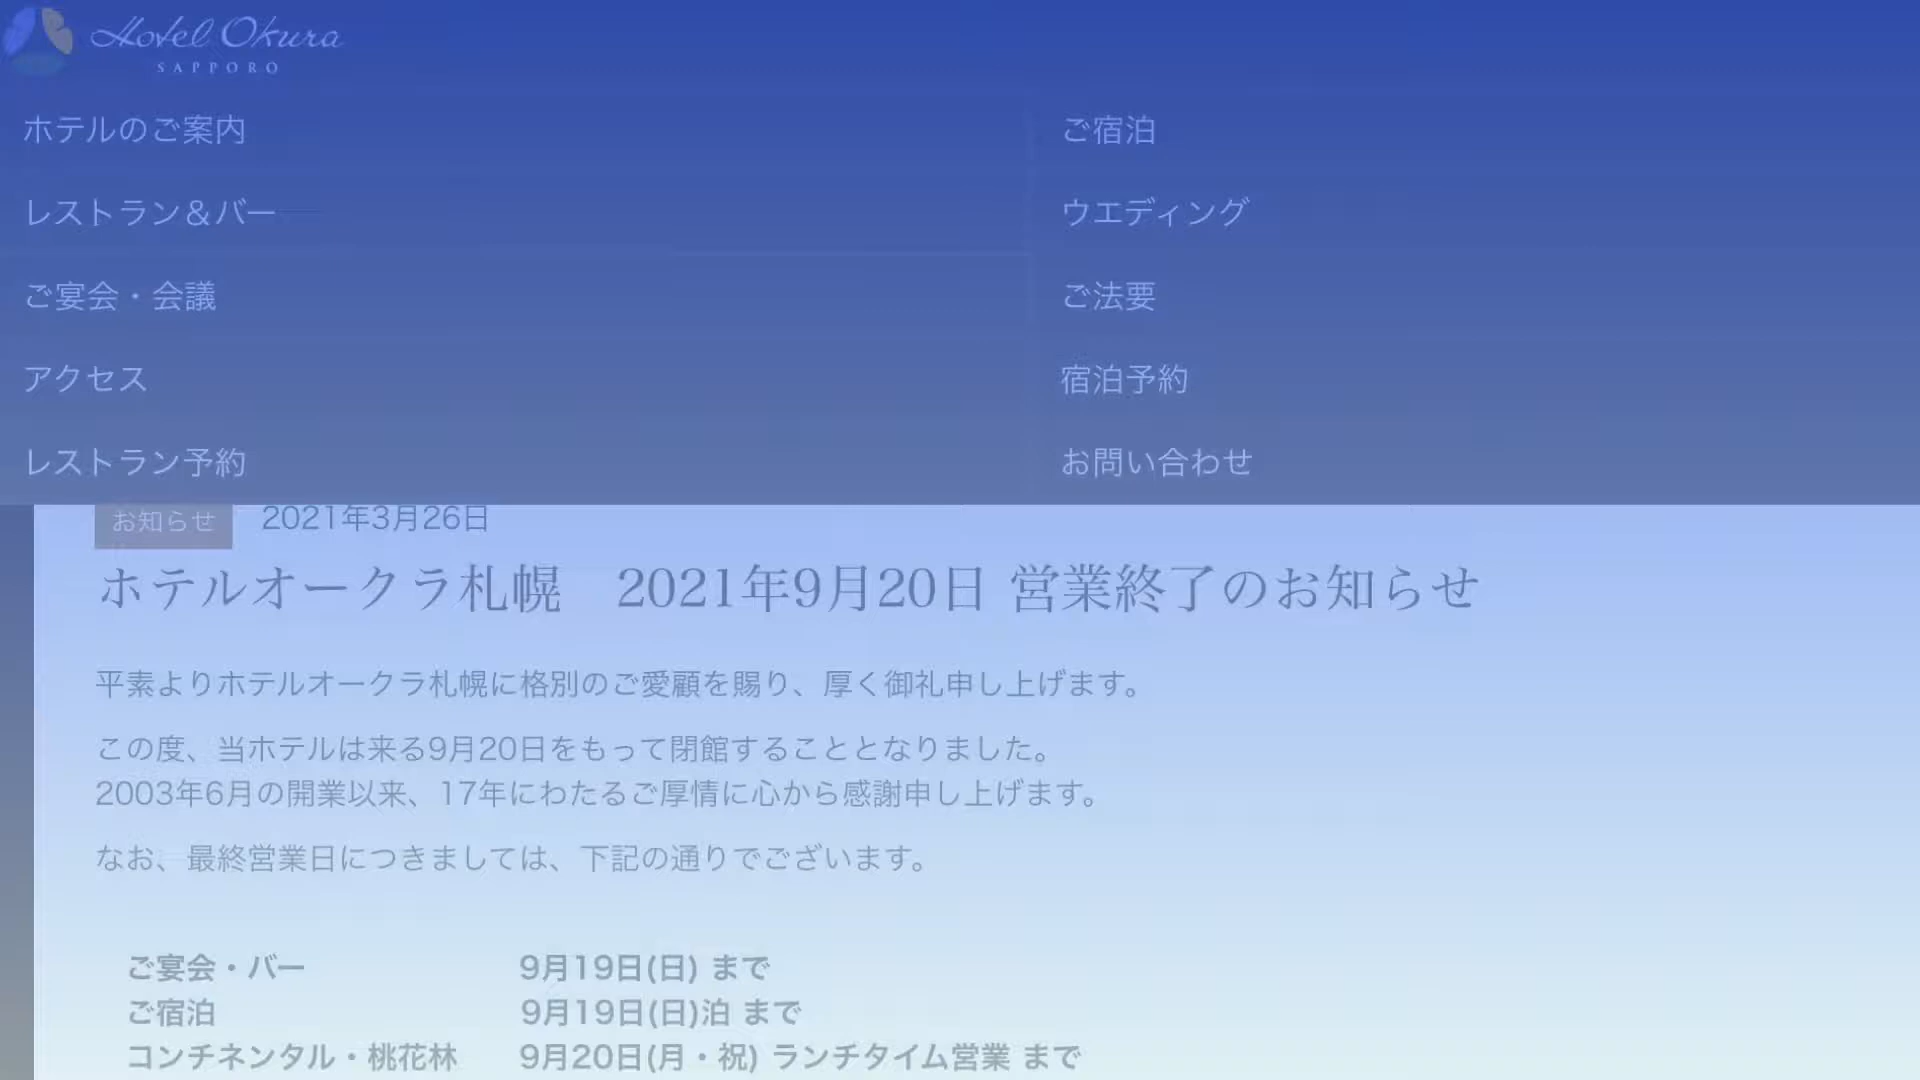 Hotel Okura
SAPPORO
ホテルのご案内
ご宿泊
レストラン＆バー
ウエディング
ご宴会・会議
ご法要
アクセス
宿泊予約
レストラン予約
お問い合わせ
お知らせ 2021年3月26日
ホテルオークラ札幌　2021年9月20日 営業終了のお知らせ
平素よりホテルオークラ札幌に格別のご愛顧を賜り、厚く御礼申し上げます。
この度、当ホテルは来る9月20日をもって閉館することとなりました。
2003年6月の開業以来、17年にわたるご厚情に心から感謝申し上げます。
なお、最終営業日につきましては、下記の通りでございます。
ご宴会・バー 9月19日(日) まで
ご宿泊 9月19日(日)泊 まで
コンチネンタル・桃花林 9月20日(月・祝) ランチタイム営業 まで